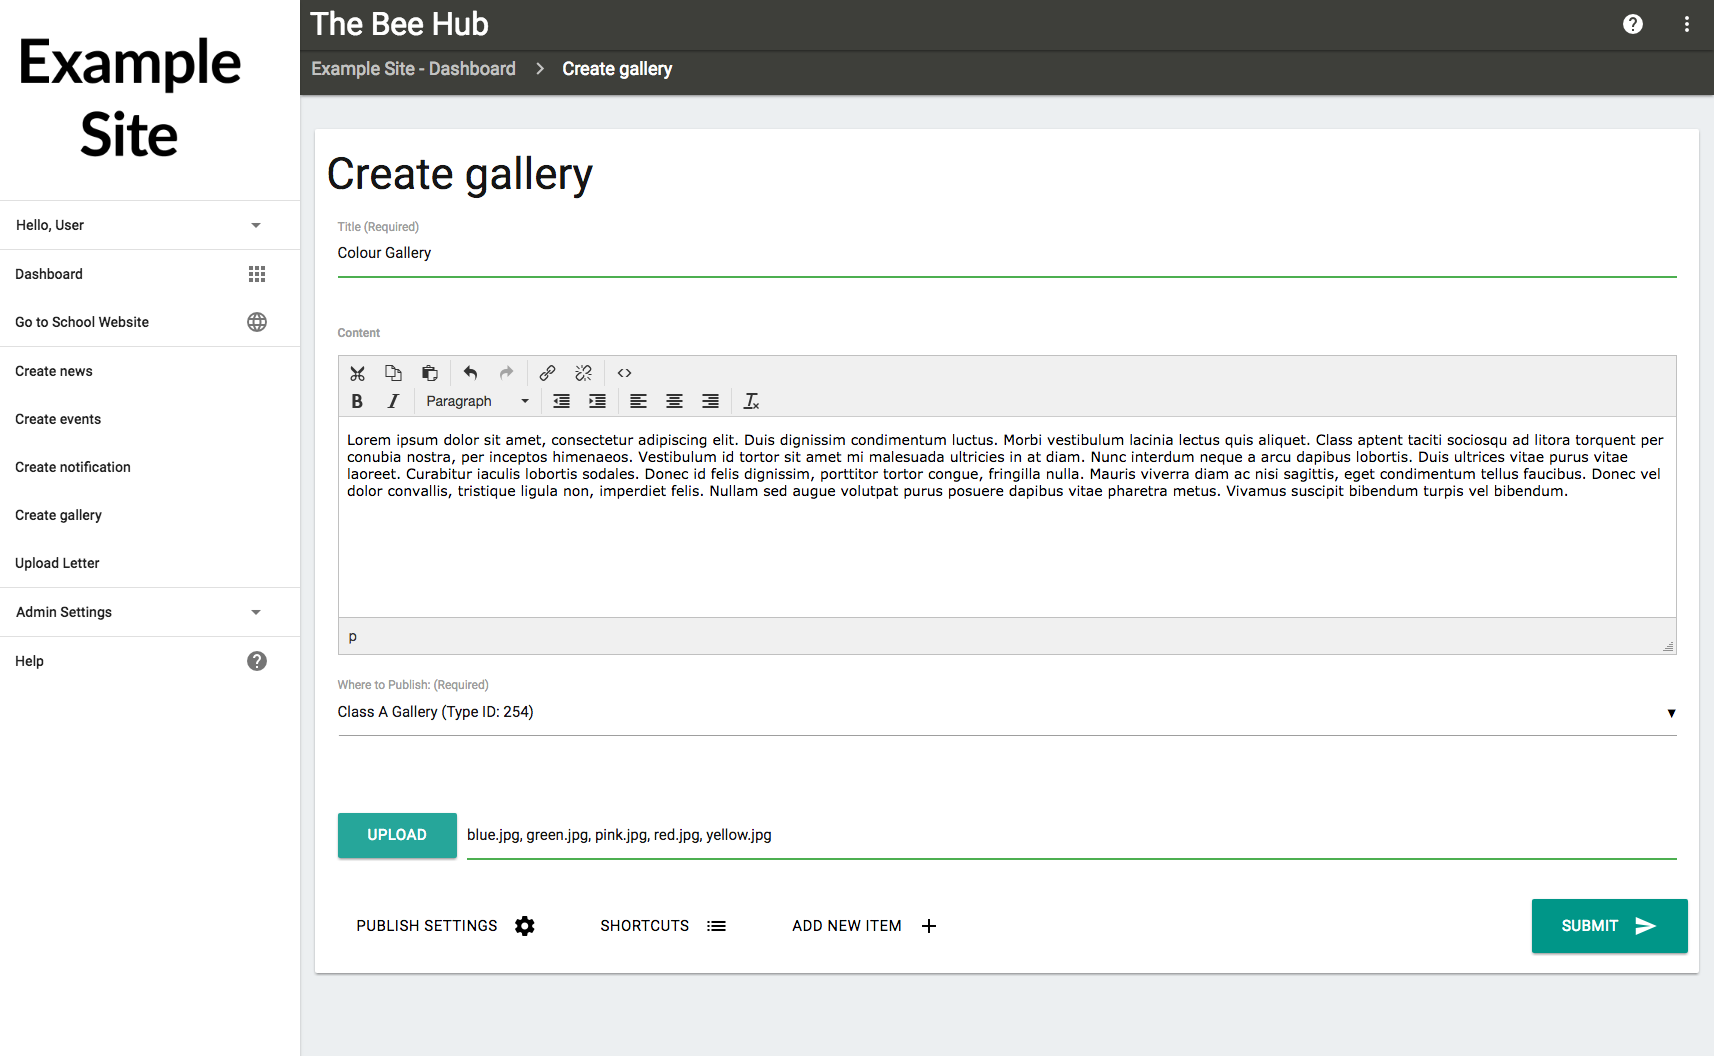 Example
Site
Hello, User
Dashboard
Go to School Website
Create news
Create events
Create notification
Create gallery
Upload Letter
Admin Settings
Help
The Bee Hub
Example Site - Dashboard > Create gallery
Create gallery
Title (Required)
Colour Gallery
Content
B I Paragraph
Lorem ipsum dolor sit amet, consectetur adipiscing elit. Duis dignissim condimentum luctus. Morbi vestibulum lacinia lectus quis aliquet. Class aptent taciti sociosqu ad litora torquent per
conubia nostra, per inceptos himenaeos. Vestibulum id tortor sit amet mi malesuada ultricies in at diam. Nunc interdum neque a arcu dapibus lobortis. Duis ultrices vitae purus vitae
laoreet. Curabitur iaculis lobortis sodales. Donec id felis dignissim, porttitor tortor congue, fringilla nulla. Mauris viverra diam ac nisi sagittis, eget condimentum tellus faucibus. Donec vel
dolor convallis, tristique ligula non, imperdiet felis. Nullam sed augue volutpat purus posuere dapibus vitae pharetra metus. Vivamus suscipit bibendum turpis vel bibendum.
p
Where to Publish: (Required)
Class A Gallery (Type ID: 254)
UPLOAD blue.jpg, green.jpg, pink.jpg, red.jpg, yellow.jpg
PUBLISH SETTINGS SHORTCUTS ADD NEW ITEM SUBMIT